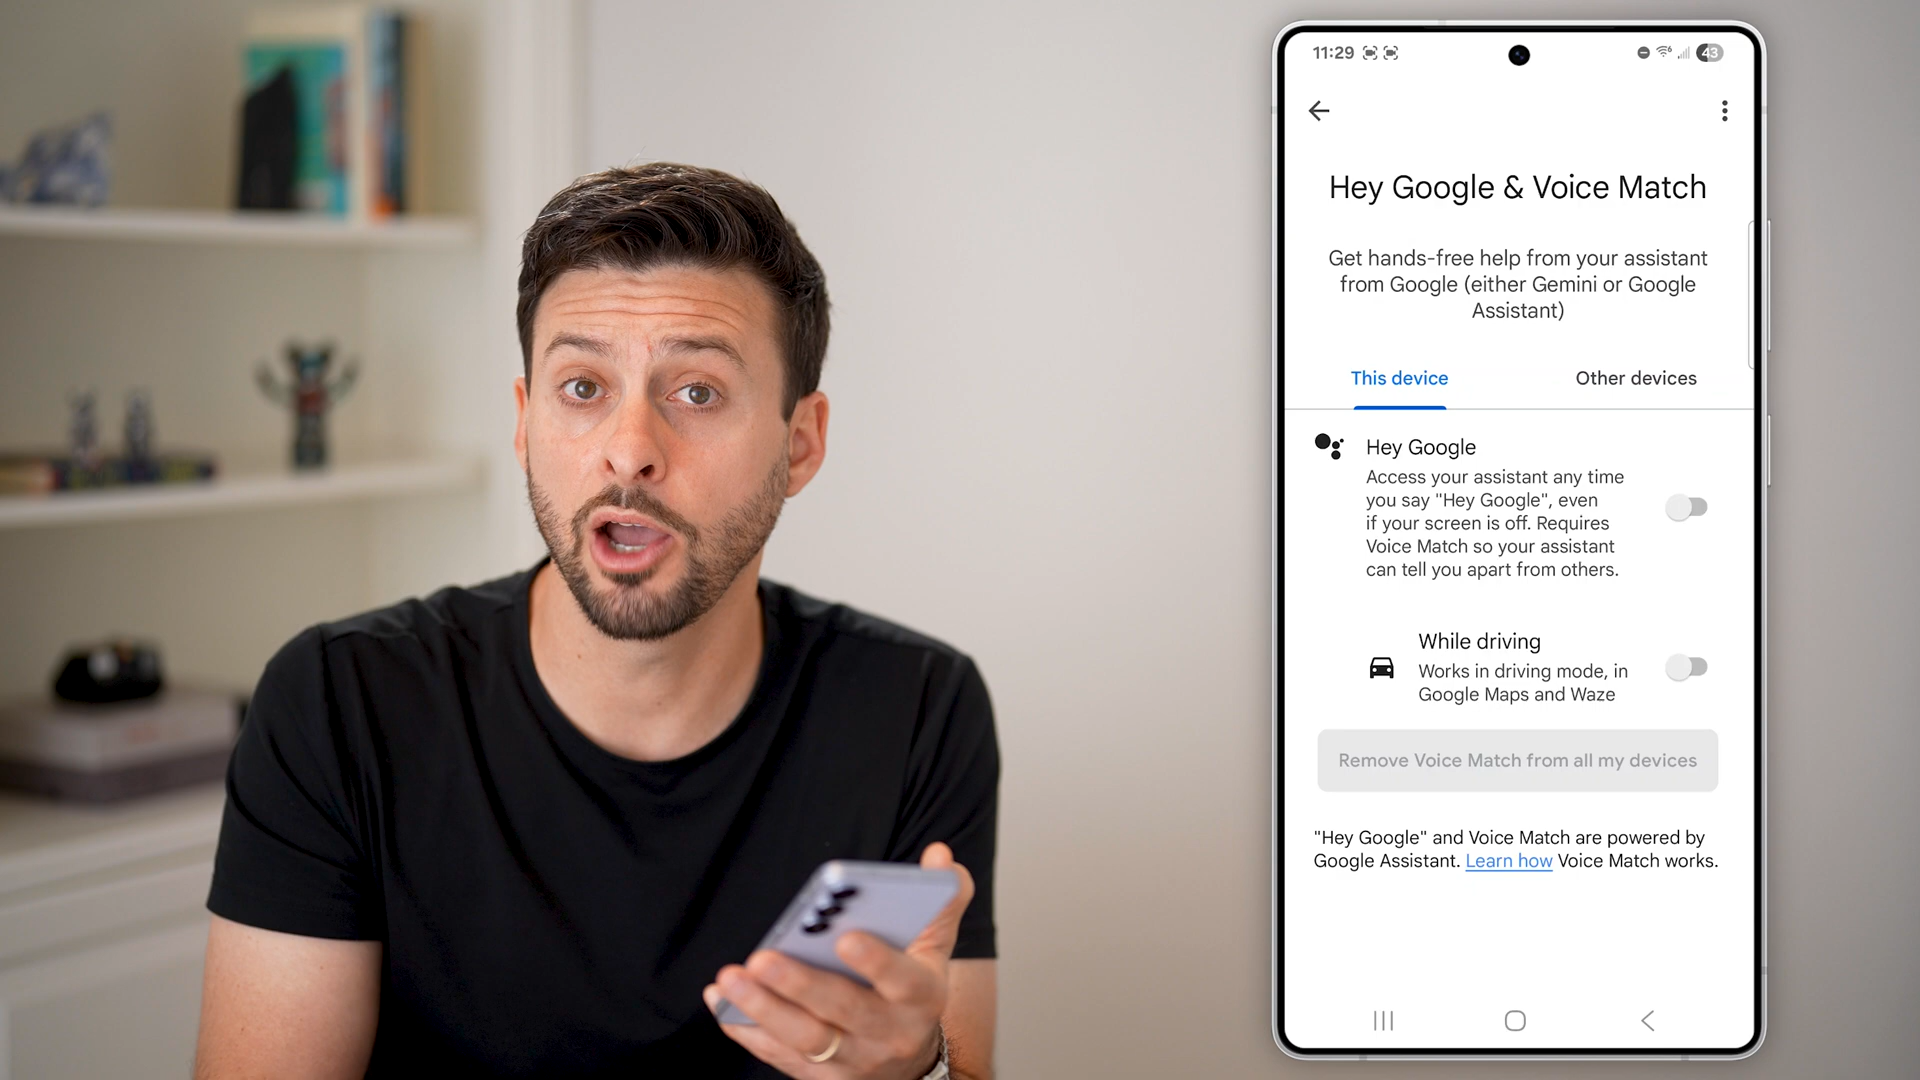 11:29
43
Hey Google & Voice Match
Get hands-free help from your assistant
from Google (either Gemini or Google
Assistant)
This device
Other devices
Hey Google
Access your assistant any time
you say "Hey Google", even
if your screen is off. Requires
Voice Match so your assistant
can tell you apart from others.
While driving
Works in driving mode, in
Google Maps and Waze
Remove Voice Match from all my devices
"Hey Google" and Voice Match are powered by
Google Assistant. Learn how Voice Match works.